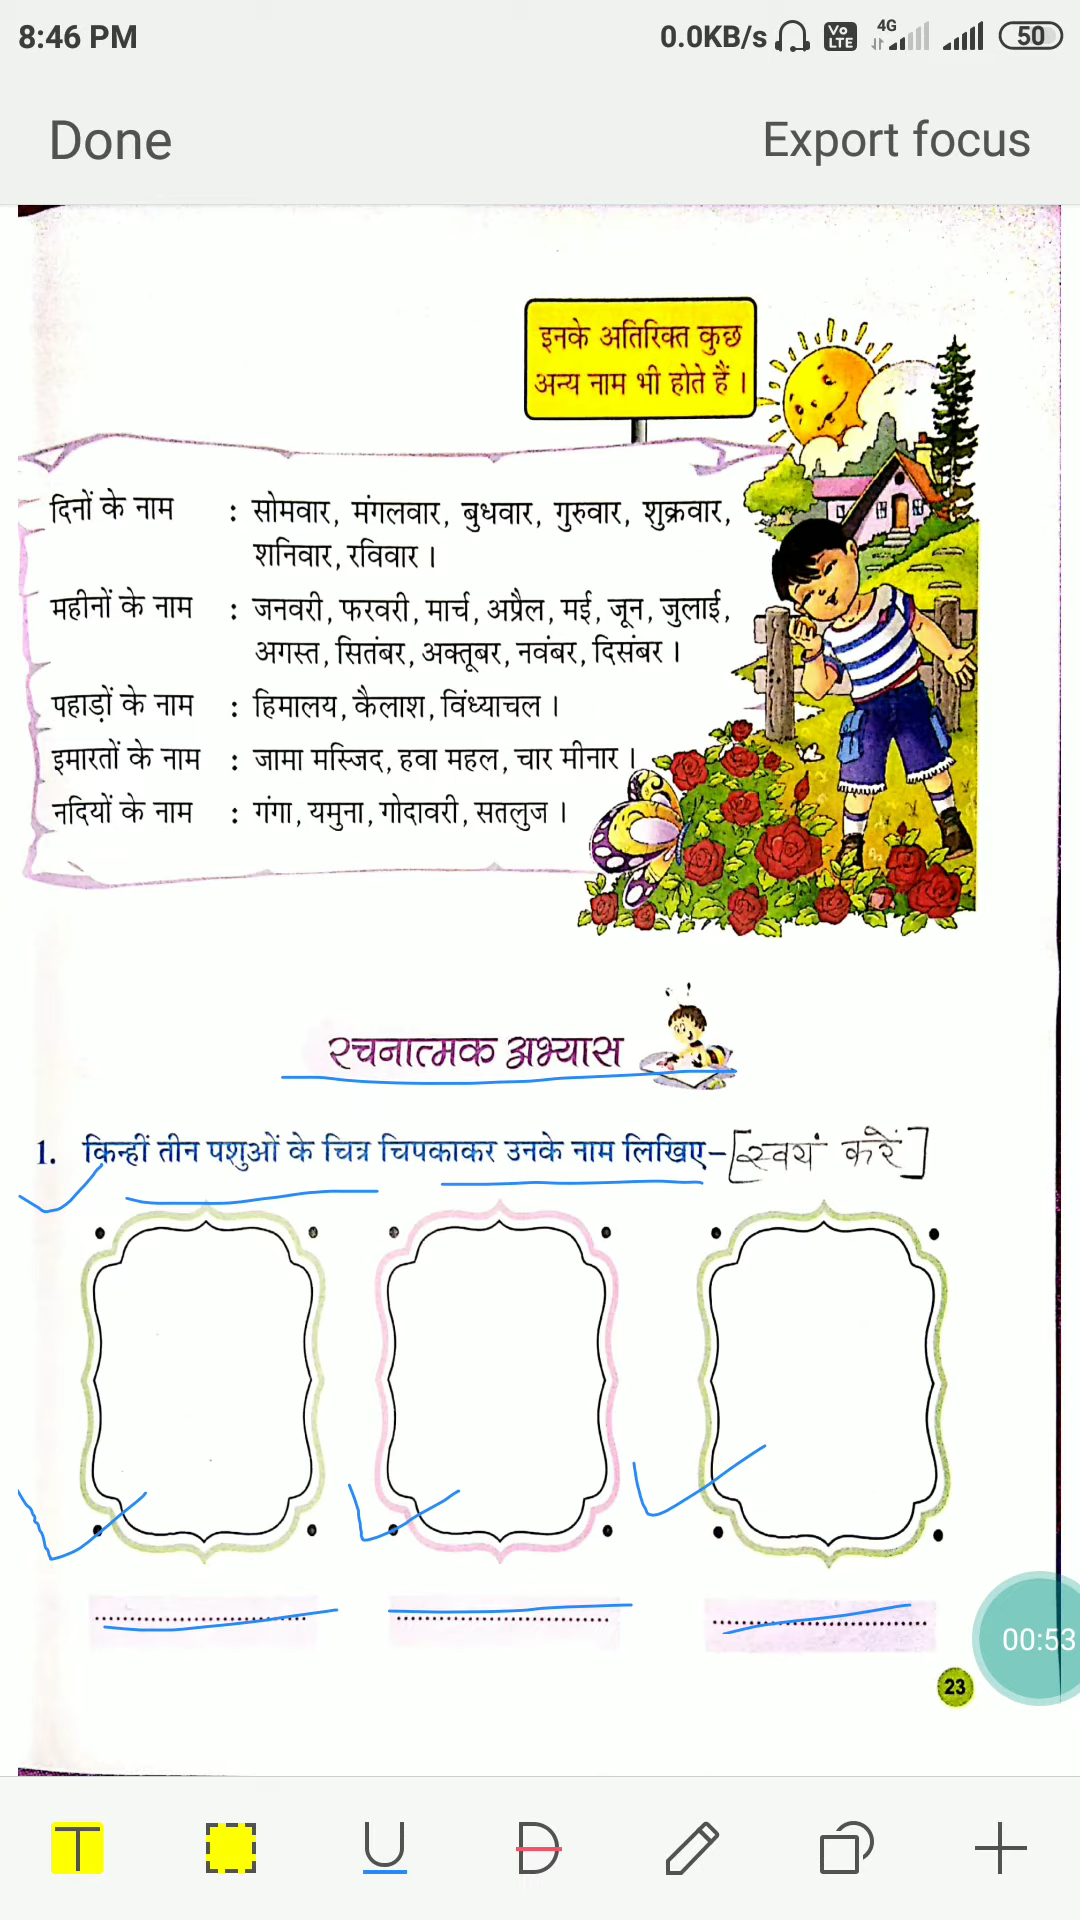 8:46 PM 0.0KB/s Vo LTE 4G 50
Done Export focus
इनके अतिरिक्त कुछ
अन्य नाम भी होते हैं ।
दिनों के नाम : सोमवार, मंगलवार, बुधवार, गुरुवार, शुक्रवार,
शनिवार, रविवार ।
महीनों के नाम : जनवरी, फरवरी, मार्च, अप्रैल, मई, जून, जुलाई,
अगस्त, सितंबर, अक्तूबर, नवंबर, दिसंबर ।
पहाड़ों के नाम : हिमालय, कैलाश, विंध्याचल ।
इमारतों के नाम : जामा मस्जिद, हवा महल, चार मीनार ।
नदियों के नाम : गंगा, यमुना, गोदावरी, सतलुज ।
रचनात्मक अभ्यास
1. किन्हीं तीन पशुओं के चित्र चिपकाकर उनके नाम लिखिए– [स्वयं करें]
00:53
23
T U D